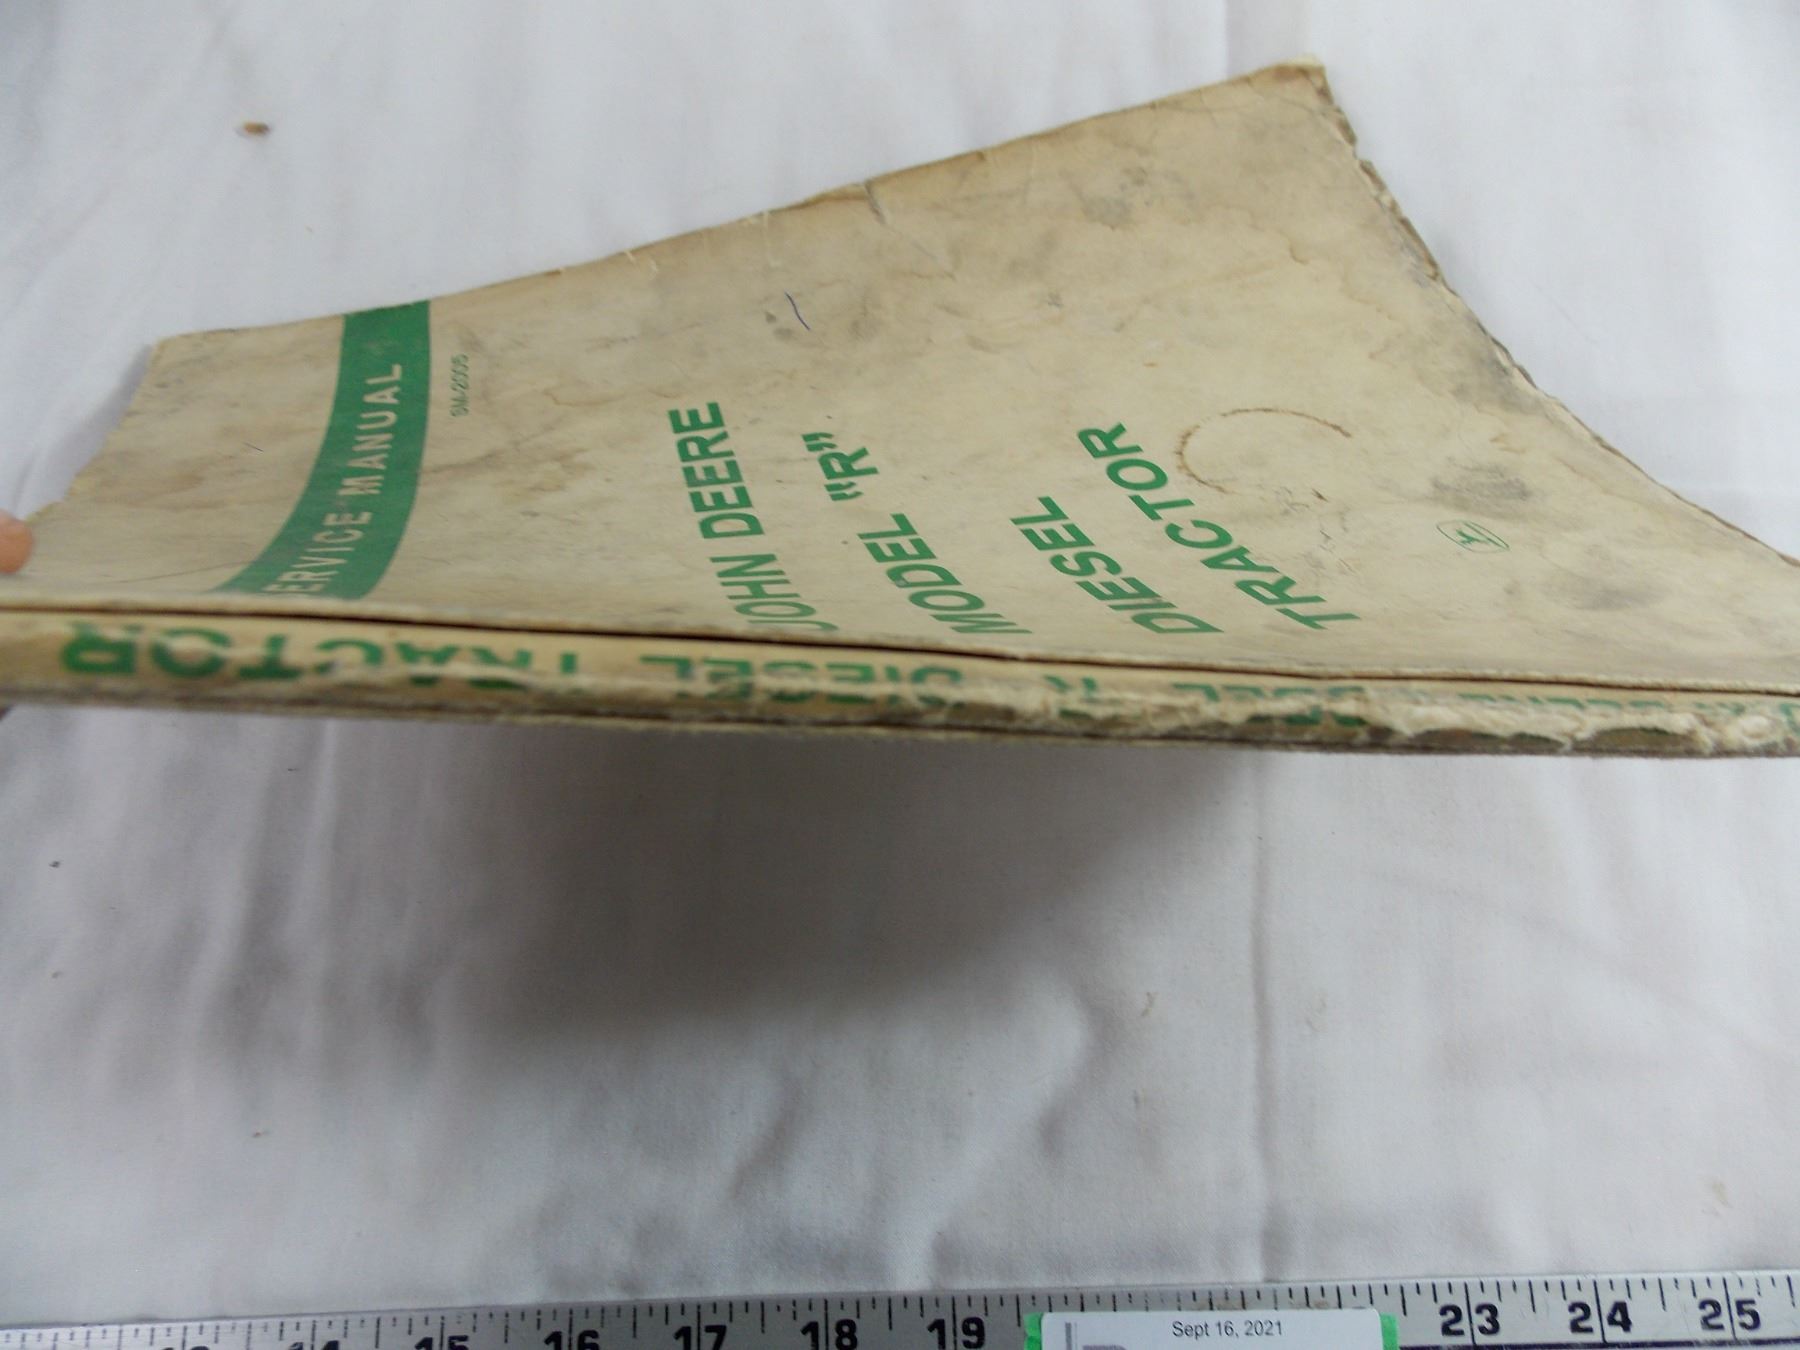 SERVICE MANUAL
SM-2005
JOHN DEERE
MODEL "R"
DIESEL
TRACTOR
DIESEL TRACTOR
14 15 16 17 18 19 23 24 25
Sept 16, 2021